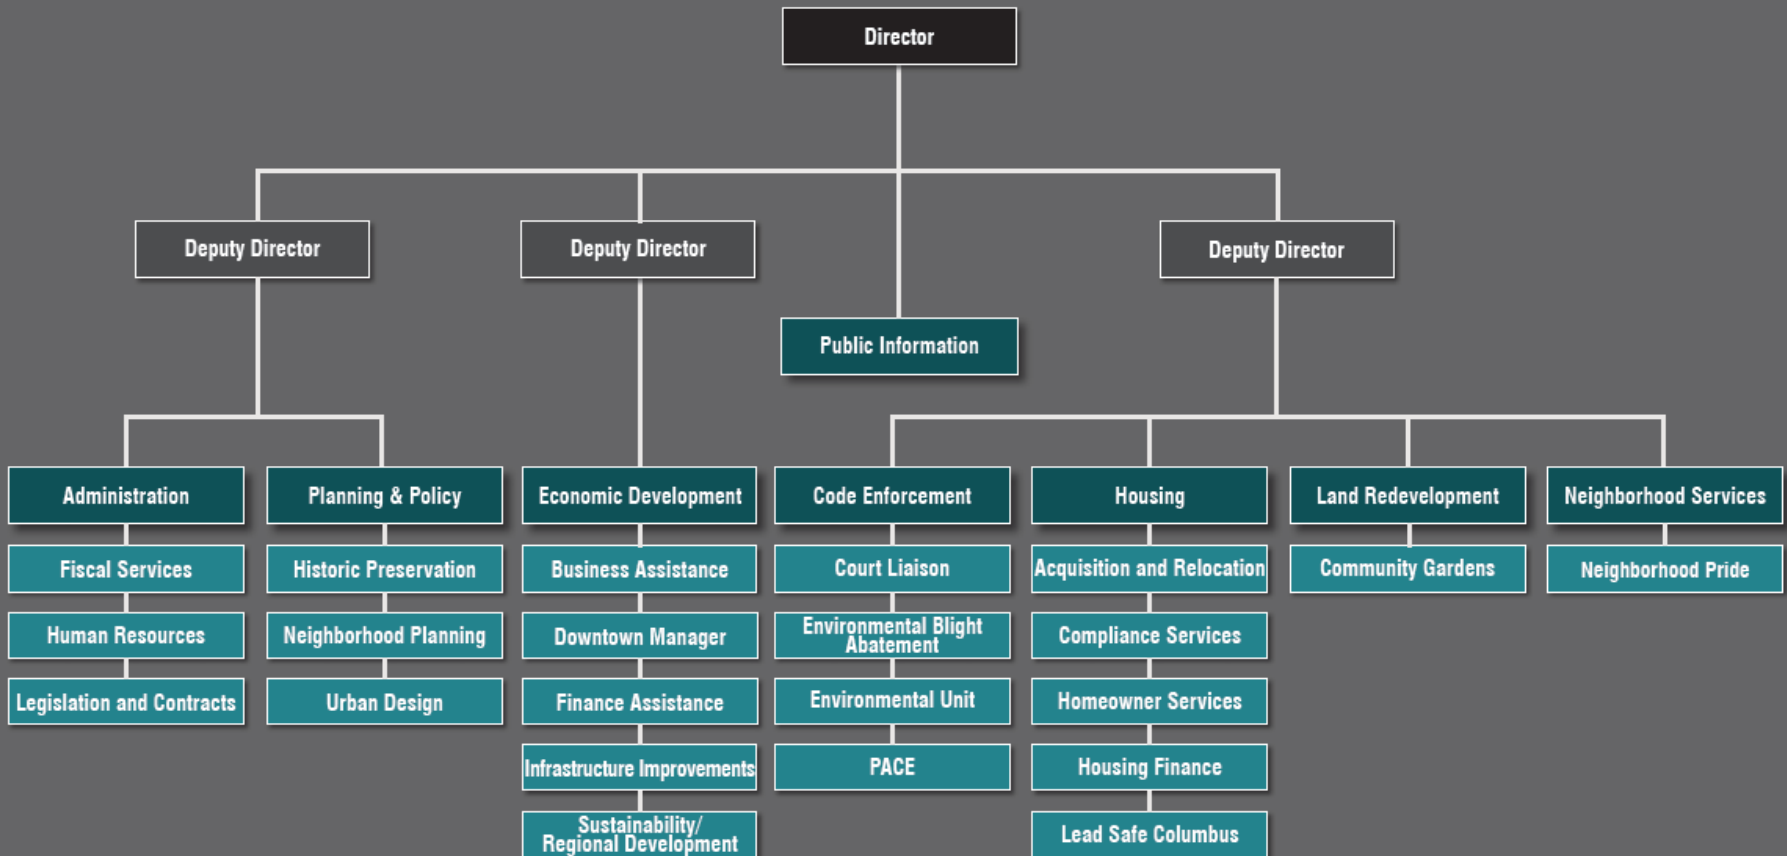 Director
Deputy Director
Deputy Director
Deputy Director
Public Information
Administration
Planning & Policy
Economic Development
Code Enforcement
Housing
Land Redevelopment
Neighborhood Services
Fiscal Services
Historic Preservation
Business Assistance
Court Liaison
Acquisition and Relocation
Community Gardens
Neighborhood Pride
Human Resources
Neighborhood Planning
Downtown Manager
Environmental Blight
Abatement
Compliance Services
Legislation and Contracts
Urban Design
Finance Assistance
Environmental Unit
Homeowner Services
Infrastructure Improvements
PACE
Housing Finance
Sustainability/
Regional Development
Lead Safe Columbus